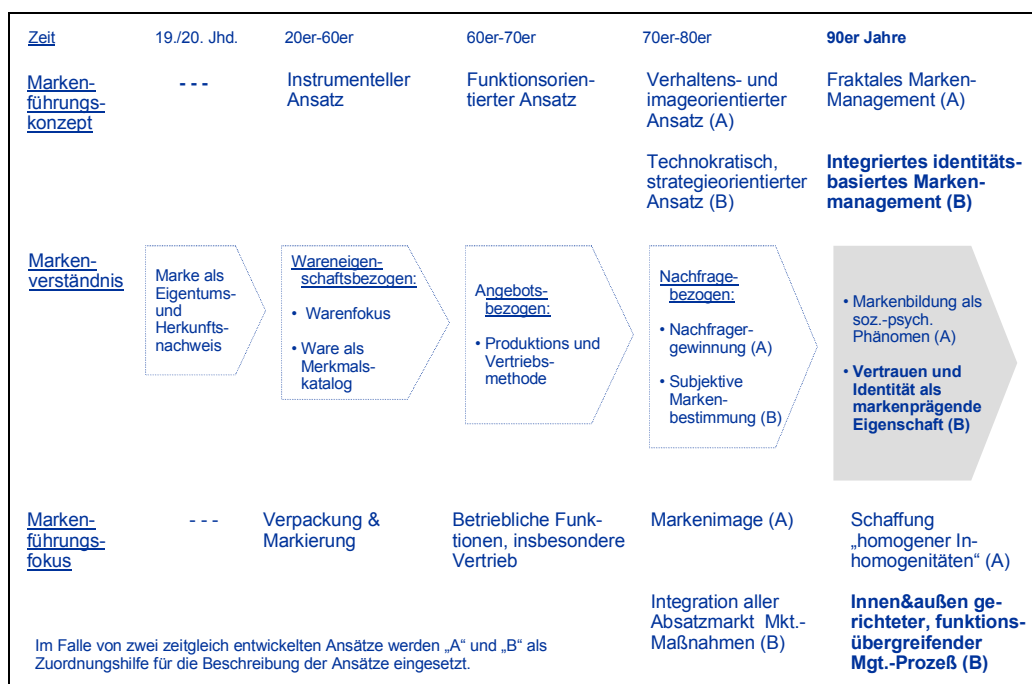 Zeit
19./20. Jhd.
20er-60er
60er-70er
70er-80er
90er Jahre
Marken-
führungs-
konzept
- - -
Instrumenteller
Ansatz
Funktionsorien-
tierter Ansatz
Verhaltens- und
imageorientierter
Ansatz (A)
Technokratisch,
strategieorientierter
Ansatz (B)
Fraktales Marken-
Management (A)
Integriertes identitäts-
basiertes Marken-
management (B)
Marken-
verständnis
Marke als
Eigentums-
und
Herkunfts-
nachweis
Wareneigen-
schaftsbezogen:
• Warenfokus
• Ware als
Merkmals-
katalog
Angebots-
bezogen:
• Produktions und
Vertriebs-
methode
Nachfrage-
bezogen:
• Nachfrager-
gewinnung (A)
• Subjektive
Marken-
bestimmung (B)
• Markenbildung als
soz.-psych.
Phänomen (A)
• Vertrauen und
Identität als
markenprägende
Eigenschaft (B)
Marken-
führungs-
fokus
- - -
Verpackung &
Markierung
Betriebliche Funk-
tionen, insbesondere
Vertrieb
Markenimage (A)
Integration aller
Absatzmarkt Mkt.-
Maßnahmen (B)
Schaffung
„homogener In-
homogenitäten“ (A)
Innen&außen ge-
richteter, funktions-
übergreifender
Mgt.-Prozeß (B)
Im Falle von zwei zeitgleich entwickelten Ansätze werden „A“ und „B“ als
Zuordnungshilfe für die Beschreibung der Ansätze eingesetzt.